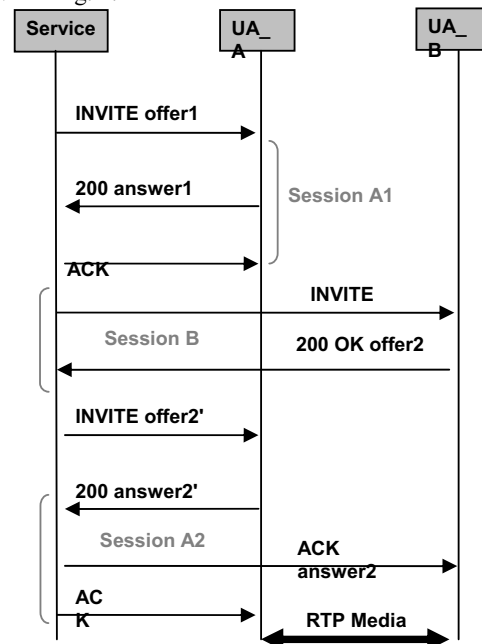 Service
UA_
A
UA_
B
INVITE offer1
200 answer1
Session A1
ACK
INVITE
Session B
200 OK offer2
INVITE offer2'
200 answer2'
Session A2
ACK
answer2
AC
K
RTP Media